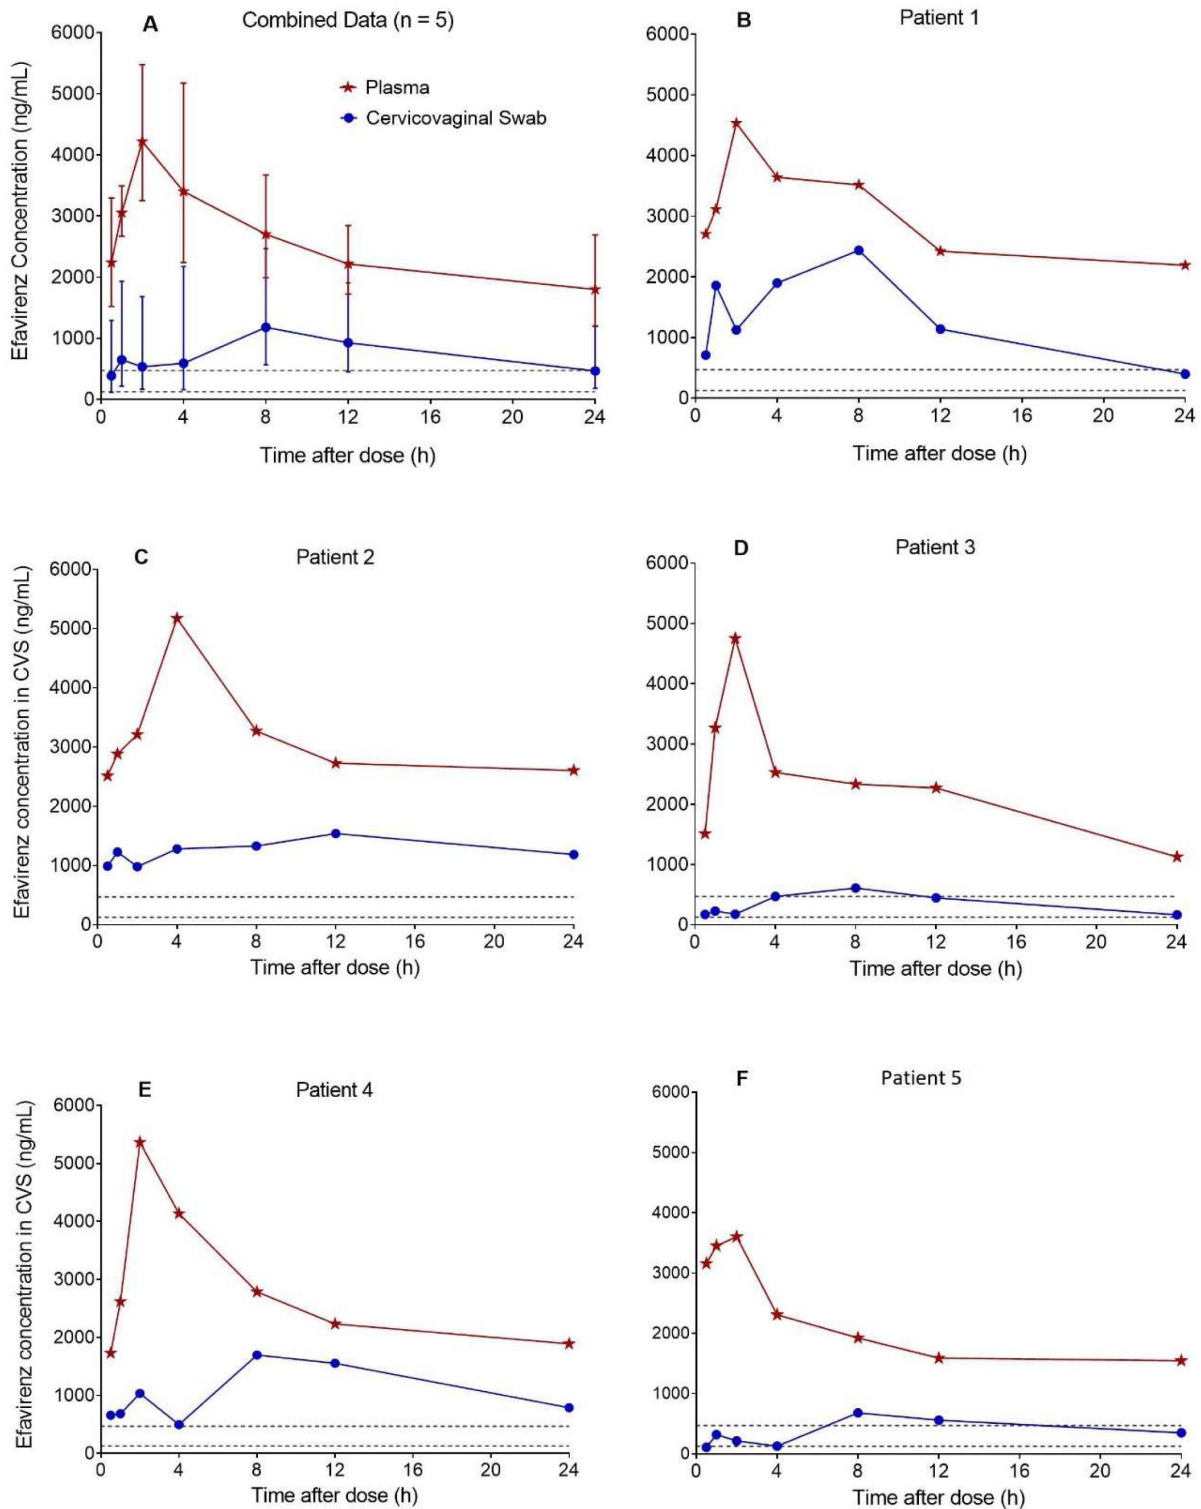 A Combined Data (n = 5)
Efavirenz Concentration (ng/mL)
6000
5000
4000
3000
2000
1000
0
Plasma
Cervicovaginal Swab
0 4 8 12 16 20 24
Time after dose (h)
B Patient 1
6000
5000
4000
3000
2000
1000
0
0 4 8 12 16 20 24
Time after dose (h)
C Patient 2
Efavirenz concentration in CVS (ng/mL)
6000
5000
4000
3000
2000
1000
0
0 4 8 12 16 20 24
Time after dose (h)
D Patient 3
6000
5000
4000
3000
2000
1000
0
0 4 8 12 16 20 24
Time after dose (h)
E Patient 4
Efavirenz concentration in CVS (ng/mL)
6000
5000
4000
3000
2000
1000
0
0 4 8 12 16 20 24
Time after dose (h)
F Patient 5
6000
5000
4000
3000
2000
1000
0
0 4 8 12 16 20 24
Time after dose (h)